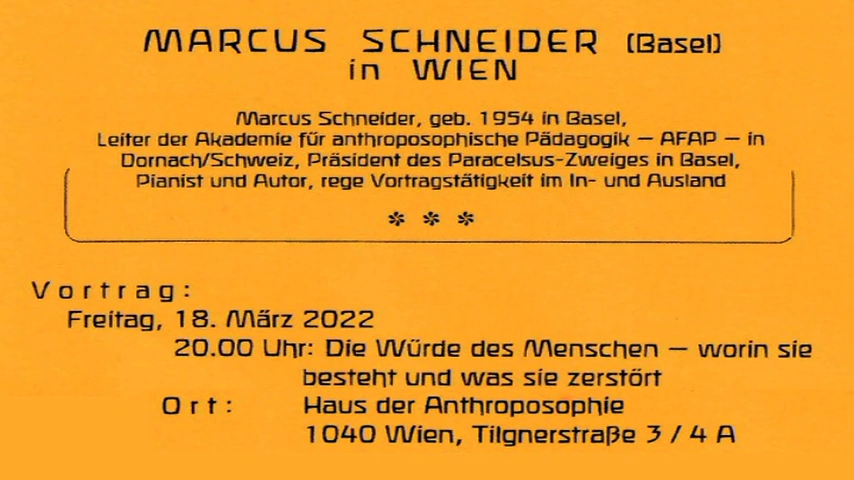 MARCUS SCHNEIDER (Basel)
in WIEN
Marcus Schneider, geb. 1954 in Basel,
Leiter der Akademie für anthroposophische Pädagogik – AFAP – in
Dornach/Schweiz, Präsident des Paracelsus-Zweiges in Basel,
Pianist und Autor, rege Vortragstätigkeit im In- und Ausland
* * *
Vortrag:
Freitag, 18. März 2022
20.00 Uhr: Die Würde des Menschen – worin sie
besteht und was sie zerstört
Ort: Haus der Anthroposophie
1040 Wien, Tilgnerstraße 3 / 4 A